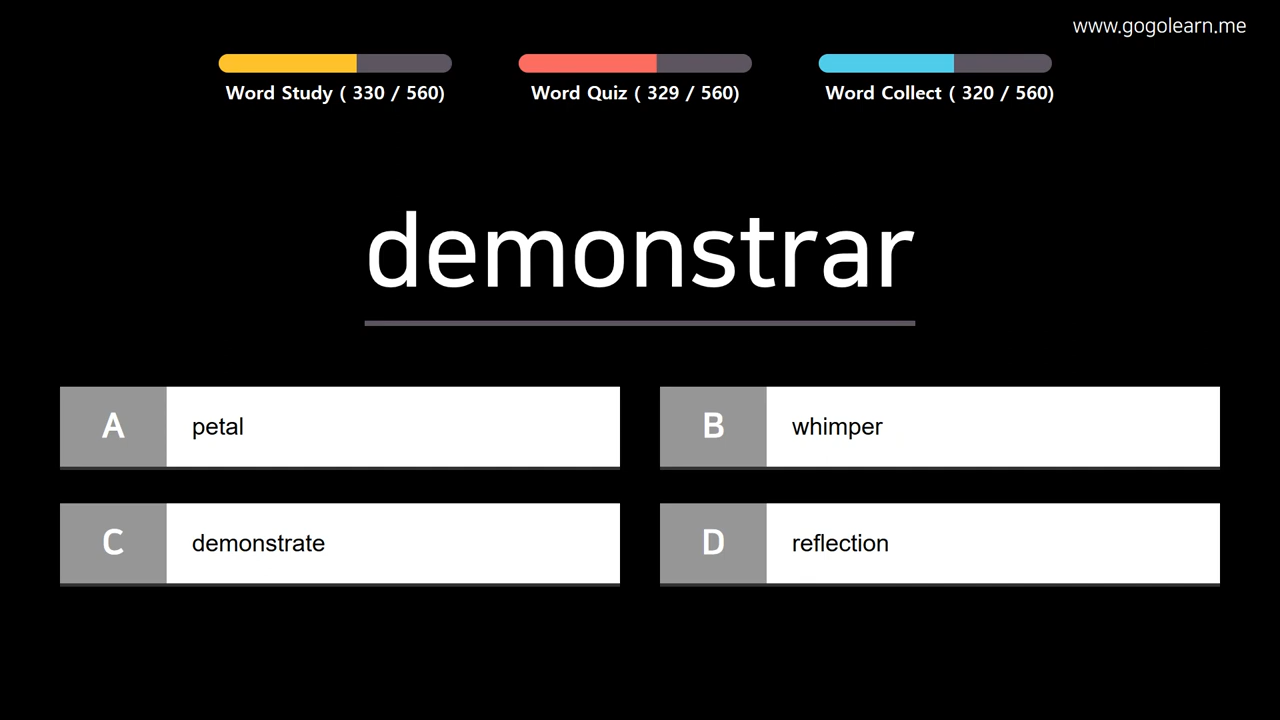 www.gogolearn.me
Word Study ( 330 / 560)
Word Quiz ( 329 / 560)
Word Collect ( 320 / 560)
demonstrar
A petal
B whimper
C demonstrate
D reflection